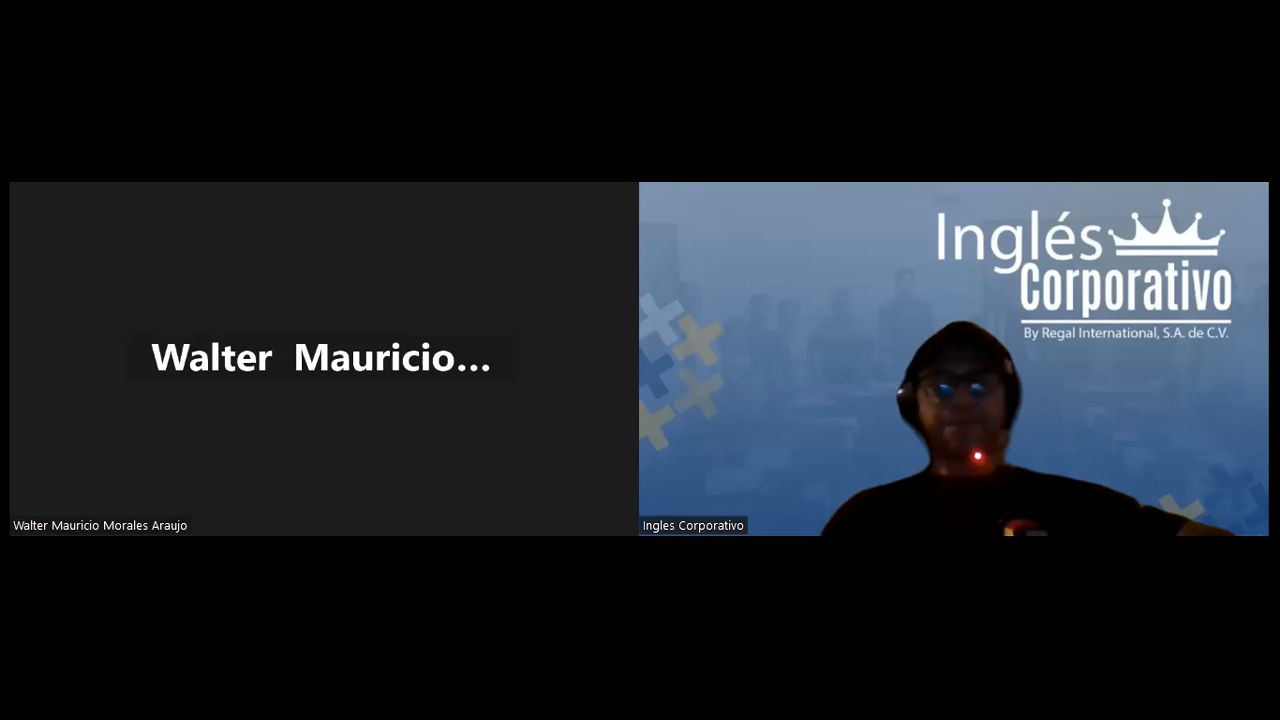 Walter Mauricio...
Walter Mauricio Morales Araujo
Inglés
Corporativo
By Regal International, S.A. de C.V.
Ingles Corporativo